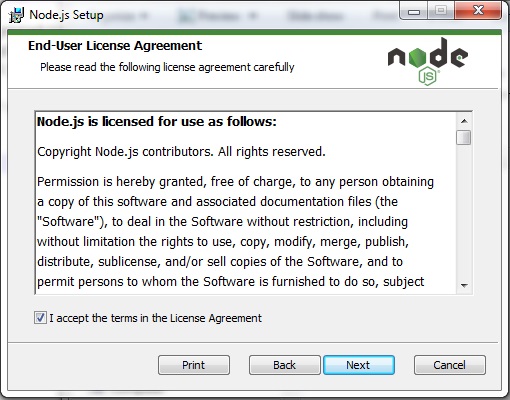 Node.js Setup
End-User License Agreement
Please read the following license agreement carefully
node
JS
Node.js is licensed for use as follows:
Copyright Node.js contributors. All rights reserved.
Permission is hereby granted, free of charge, to any person obtaining
a copy of this software and associated documentation files (the
"Software"), to deal in the Software without restriction, including
without limitation the rights to use, copy, modify, merge, publish,
distribute, sublicense, and/or sell copies of the Software, and to
permit persons to whom the Software is furnished to do so, subject
I accept the terms in the License Agreement
Print Back Next Cancel